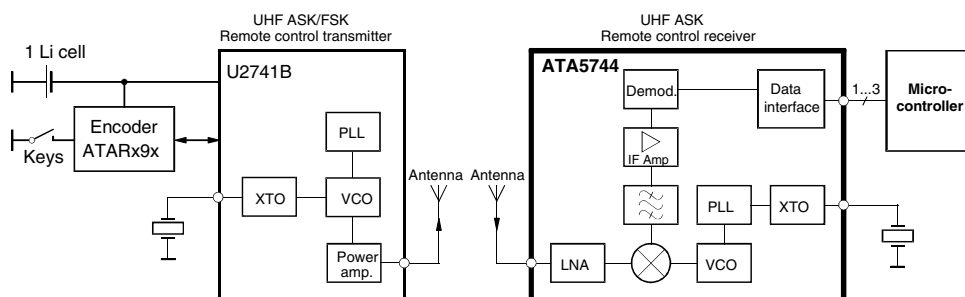 UHF ASK/FSK
Remote control transmitter
UHF ASK
Remote control receiver
1 Li cell
U2741B
Encoder
ATARx9x
Keys
PLL
XTO
VCO
Power
amp.
Antenna
Antenna
ATA5744
Demod.
Data
interface
1...3
Micro-
controller
IF Amp
PLL
XTO
LNA
VCO